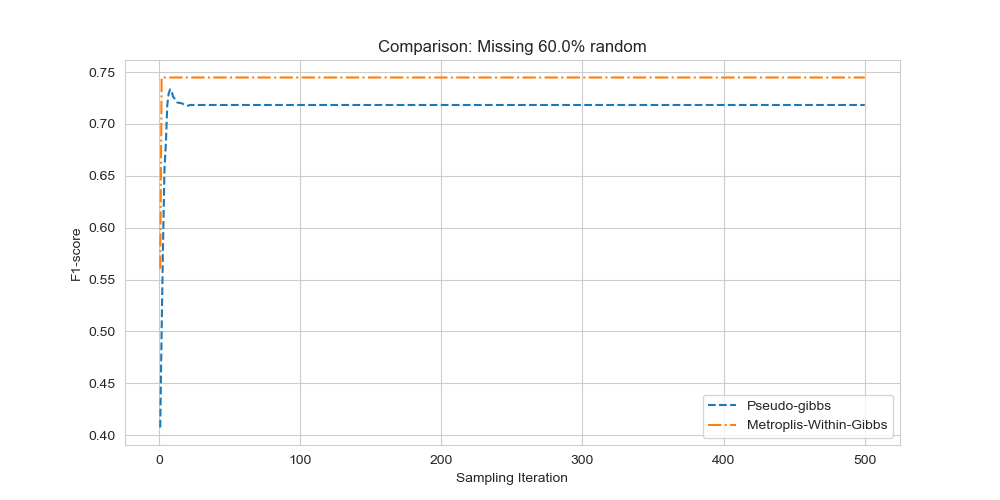 Comparison: Missing 60.0% random
F1-score
0.75
0.70
0.65
0.60
0.55
0.50
0.45
0.40
0 100 200 300 400 500
Sampling Iteration
Pseudo-gibbs
Metroplis-Within-Gibbs